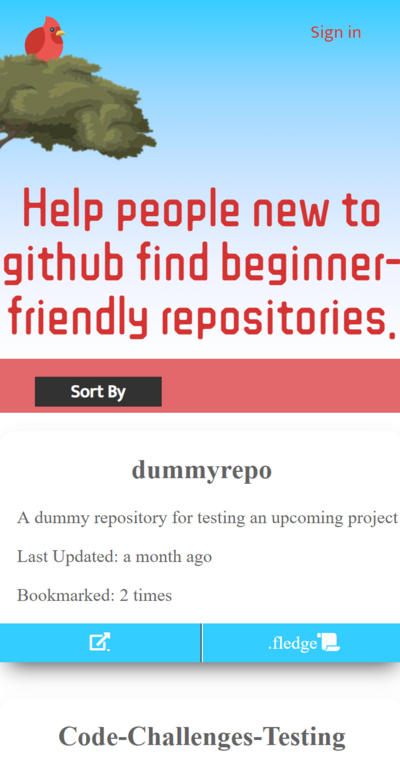 Sign in
Help people new to
github find beginner-
friendly repositories.
Sort By
dummyrepo
A dummy repository for testing an upcoming project
Last Updated: a month ago
Bookmarked: 2 times
.fledge
Code-Challenges-Testing